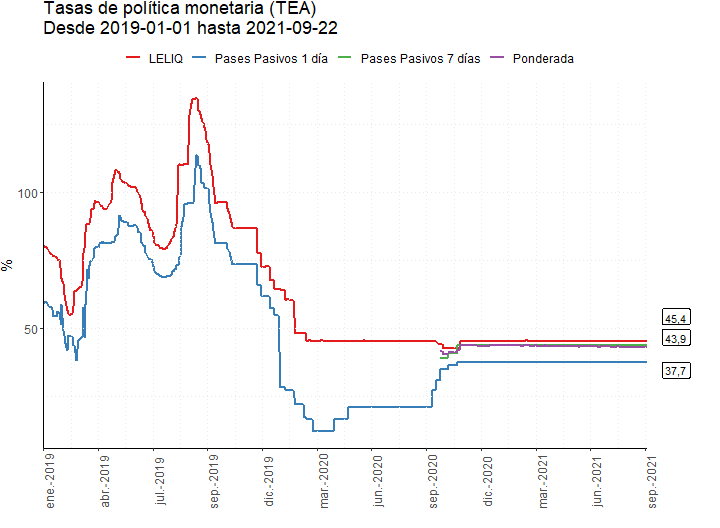 Tasas de política monetaria (TEA)
Desde 2019-01-01 hasta 2021-09-22
LELIQ Pases Pasivos 1 día Pases Pasivos 7 días Ponderada
%
100
50
45,4
43,9
37,7
ene.-2019
abr.-2019
jul.-2019
sep.-2019
dic.-2019
mar.-2020
jun.-2020
sep.-2020
dic.-2020
mar.-2021
jun.-2021
sep.-2021